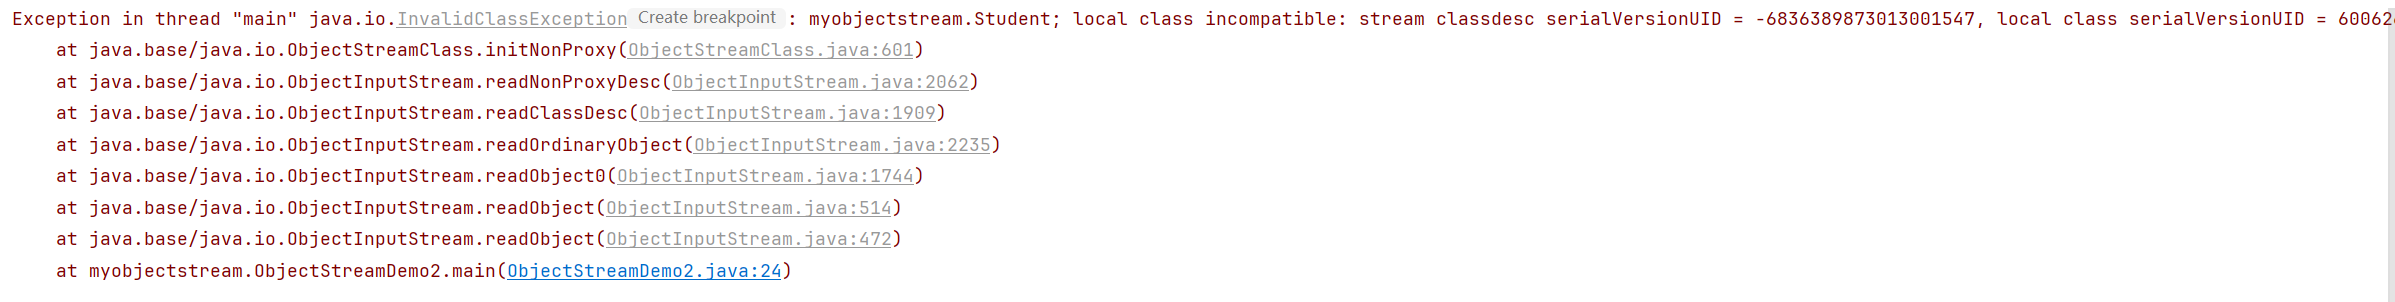 Exception in thread "main" java.io.InvalidClassException Create breakpoint : myobjectstream.Student; local class incompatible: stream classdesc serialVersionUID = -6836389873013001547, local class serialVersionUID = 60062
at java.base/java.io.ObjectStreamClass.initNonProxy(ObjectStreamClass.java:601)
at java.base/java.io.ObjectInputStream.readNonProxyDesc(ObjectInputStream.java:2062)
at java.base/java.io.ObjectInputStream.readClassDesc(ObjectInputStream.java:1909)
at java.base/java.io.ObjectInputStream.readOrdinaryObject(ObjectInputStream.java:2235)
at java.base/java.io.ObjectInputStream.readObject0(ObjectInputStream.java:1744)
at java.base/java.io.ObjectInputStream.readObject(ObjectInputStream.java:514)
at java.base/java.io.ObjectInputStream.readObject(ObjectInputStream.java:472)
at myobjectstream.ObjectStreamDemo2.main(ObjectStreamDemo2.java:24)